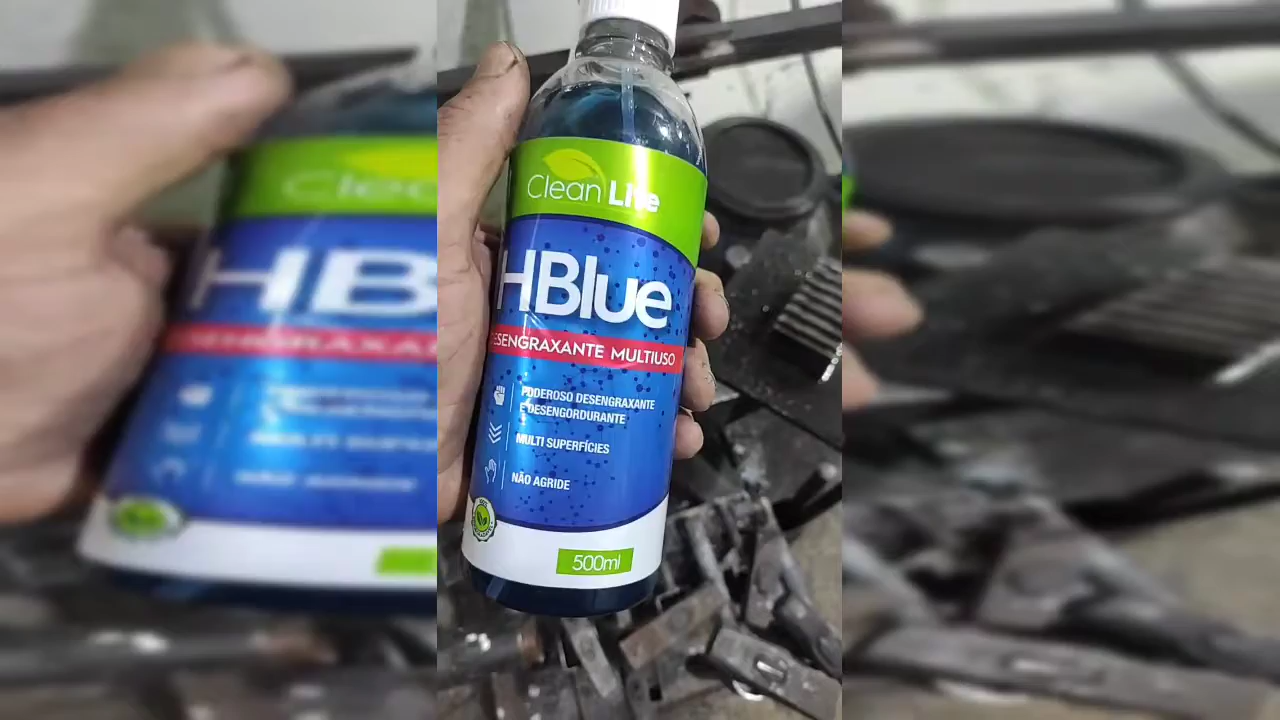 Clean Live
HBlue
DESENGRAXANTE MULTIUSO
PODEROSO DESENGRAXANTE
E DESENGORDURANTE
MULTI SUPERFÍCIES
NÃO AGRIDE
500ml